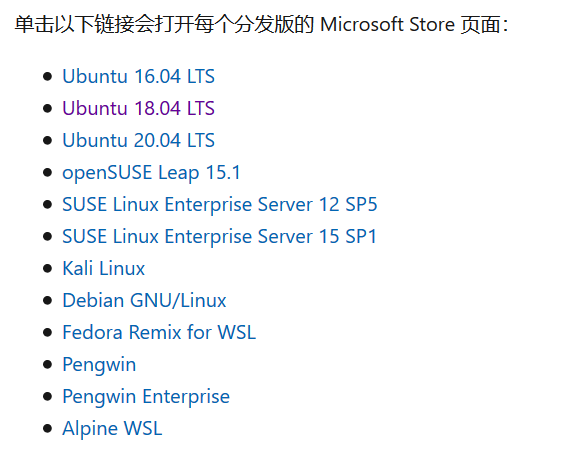 单击以下链接会打开每个分发版的 Microsoft Store 页面：
Ubuntu 16.04 LTS
Ubuntu 18.04 LTS
Ubuntu 20.04 LTS
openSUSE Leap 15.1
SUSE Linux Enterprise Server 12 SP5
SUSE Linux Enterprise Server 15 SP1
Kali Linux
Debian GNU/Linux
Fedora Remix for WSL
Pengwin
Pengwin Enterprise
Alpine WSL